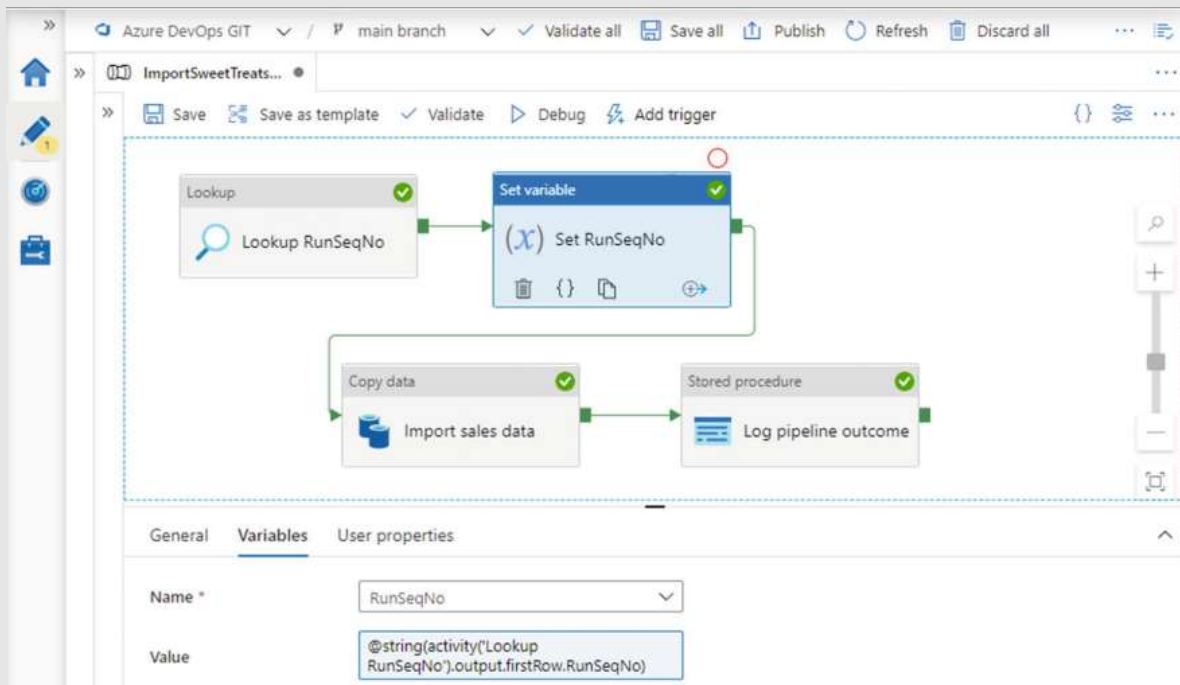 Azure DevOps GIT / main branch Validate all Save all Publish Refresh Discard all ...
ImportSweetTreats... ...
Save Save as template Validate Debug Add trigger {} ...
Lookup
Lookup RunSeqNo
Set variable
(x) Set RunSeqNo
{}
Copy data
Import sales data
Stored procedure
Log pipeline outcome
1
General Variables User properties
Name *
RunSeqNo
Value
@string(activity('Lookup
RunSeqNo').output.firstRow.RunSeqNo)